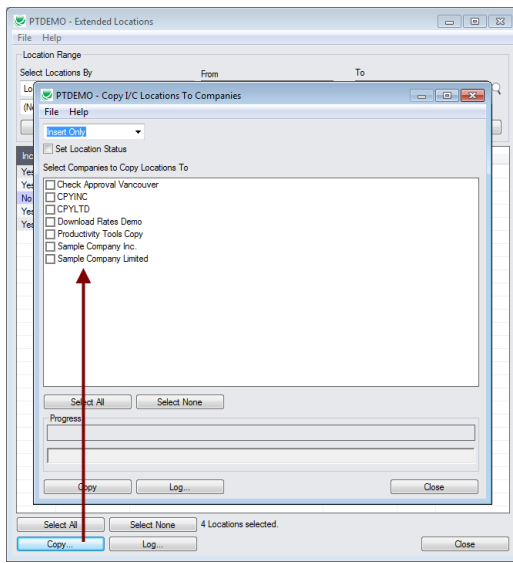 PTDEMO - Extended Locations
File Help
Location Range
Select Locations By From To
Lo
PTDEMO - Copy I/C Locations To Companies
File Help
Insert Only
Set Location Status
Select Companies to Copy Locations To
Check Approval Vancouver
CPYINC
CPYLTD
Download Rates Demo
Productivity Tools Copy
Sample Company Inc.
Sample Company Limited
Select All Select None
Progress
Copy Log... Close
(No
Inc
Yes
Yes
No
Yes
Yes
Select All Select None 4 Locations selected.
Copy... Log... Close